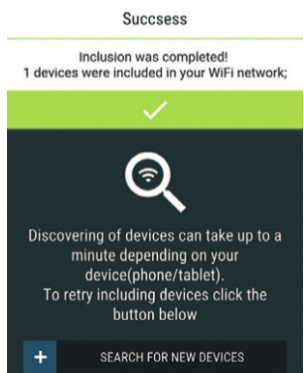 Succsess
Inclusion was completed!
1 devices were included in your WiFi network;
Discovering of devices can take up to a
minute depending on your
device(phone/tablet).
To retry including devices click the
button below
+ SEARCH FOR NEW DEVICES